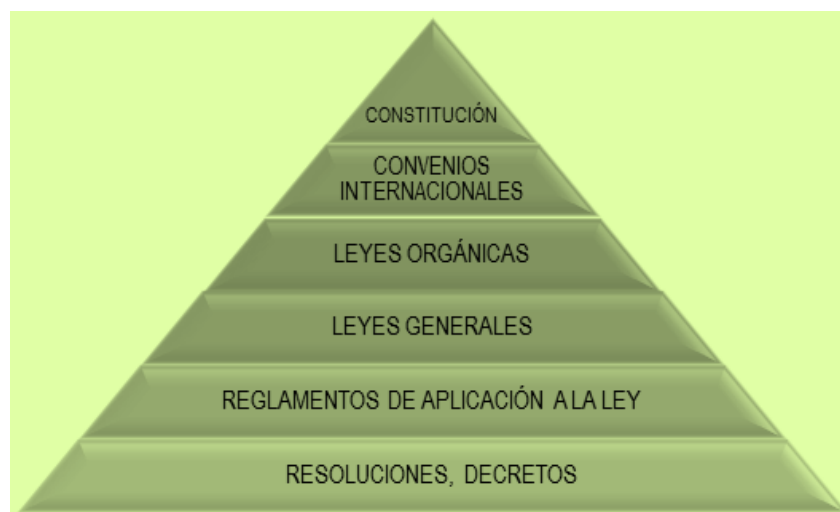 CONSTITUCIÓN
CONVENIOS
INTERNACIONALES
LEYES ORGÁNICAS
LEYES GENERALES
REGLAMENTOS DE APLICACIÓN A LA LEY
RESOLUCIONES, DECRETOS